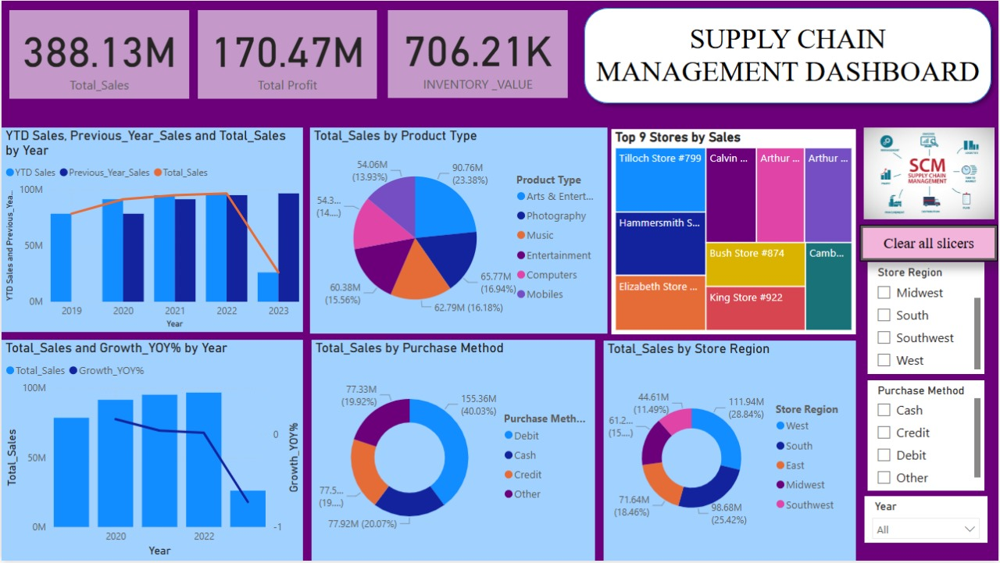 388.13M
Total_Sales
170.47M
Total Profit
706.21K
INVENTORY _VALUE
SUPPLY CHAIN
MANAGEMENT DASHBOARD
YTD Sales, Previous_Year_Sales and Total_Sales
by Year
YTD Sales Previous_Year_Sales Total_Sales
YTD Sales and Previous_Yea...
100M
50M
0M
2019 2020 2021 2022 2023
Year
Total_Sales by Product Type
54.06M
(13.93%)
90.76M
(23.38%)
54.3...
(14....)
60.38M
(15.56%)
65.77M
(16.94%)
62.79M (16.18%)
Product Type
Arts & Entert...
Photography
Music
Entertainment
Computers
Mobiles
Top 9 Stores by Sales
Tilloch Store #799
Hammersmith S...
Elizabeth Store ...
Calvin ...
Arthur ...
Arthur ...
Bush Store #874
King Store #922
Camb...
SCM
SUPPLY CHAIN
MANAGEMENT
Clear all slicers
Store Region
Midwest
South
Southwest
West
Purchase Method
Cash
Credit
Debit
Other
Year
All
Total_Sales and Growth_YOY% by Year
Total_Sales Growth_YOY%
Total_Sales
100M
50M
0M
0
-1
Growth_YOY%
2020 2022
Year
Total_Sales by Purchase Method
77.33M
(19.92%)
155.36M
(40.03%)
77.5...
(19....)
77.92M (20.07%)
Purchase Meth...
Debit
Cash
Credit
Other
Total_Sales by Store Region
44.61M
(11.49%)
111.94M
(28.84%)
61.2...
(15....)
71.64M
(18.46%)
98.68M
(25.42%)
Store Region
West
South
East
Midwest
Southwest